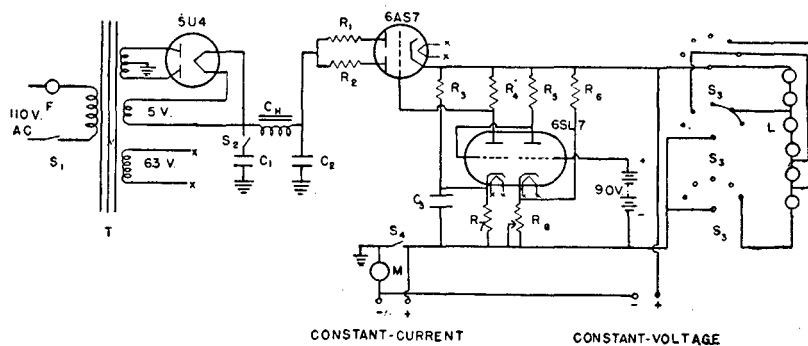 5U4
6AS7
R1
R2
F
110V.
AC
S1
5 V.
63 V.
x
x
T
S2
CH
C1
C2
x
x
R3
R4
R5
R6
6SL7
C3
R7
R8
90V.
+
-
S4
M
-
+
-
+
S3
S3
S3
L
CONSTANT-CURRENT
CONSTANT-VOLTAGE